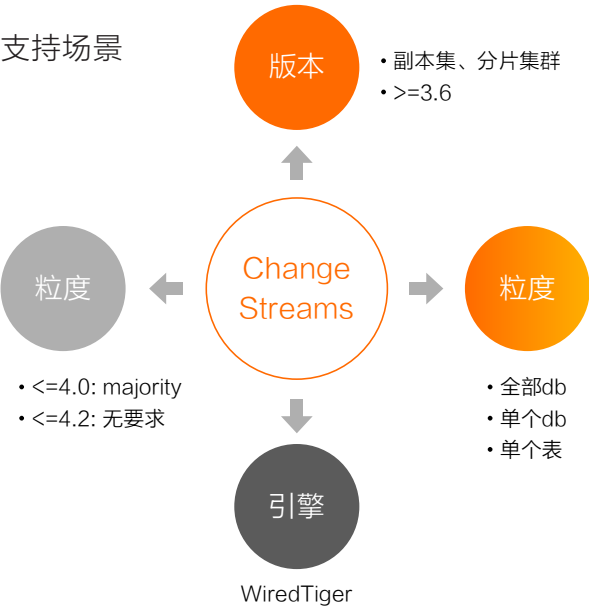 支持场景
版本
• 副本集、分片集群
• >=3.6
粒度
Change
Streams
粒度
• <=4.0: majority
• <=4.2: 无要求
• 全部db
• 单个db
• 单个表
引擎
WiredTiger